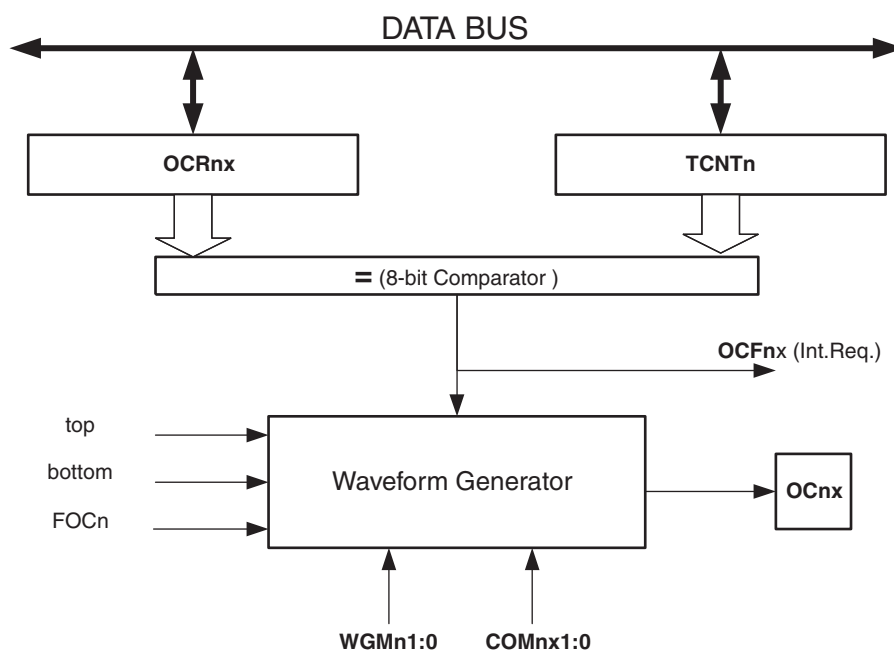 DATA BUS
OCRnx
TCNTn
= (8-bit Comparator )
OCFnx (Int.Req.)
top
bottom
FOCn
Waveform Generator
OCnx
WGMn1:0
COMnx1:0